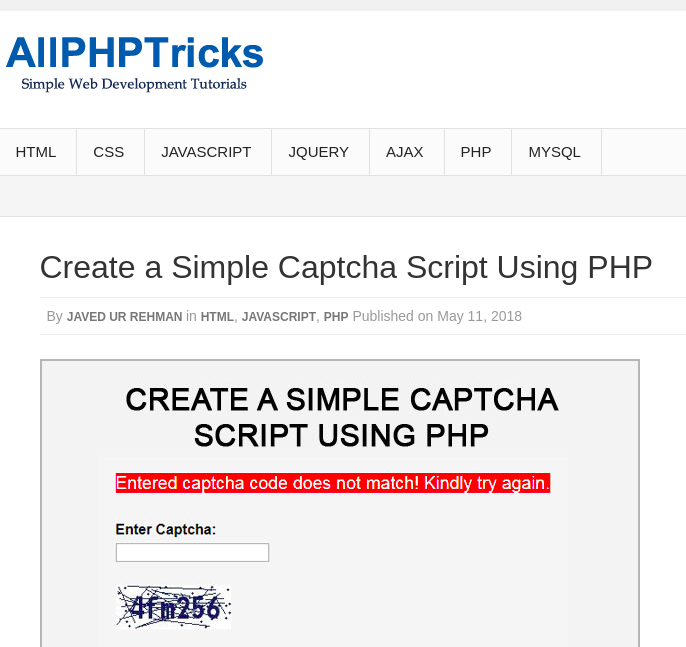 AllPHPTricks
Simple Web Development Tutorials
HTML CSS JAVASCRIPT JQUERY AJAX PHP MYSQL
Create a Simple Captcha Script Using PHP
By JAVED UR REHMAN in HTML, JAVASCRIPT, PHP Published on May 11, 2018
CREATE A SIMPLE CAPTCHA
SCRIPT USING PHP
Entered captcha code does not match! Kindly try again.
Enter Captcha:
4fm256